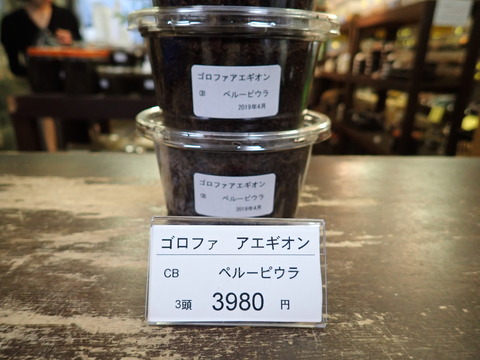 ゴロファアエギオン
CB ペルーピウラ
2019年4月
ゴロファアエギオン
CB ペルーピウラ
2019年4月
ゴロファ アエギオン
CB ペルーピウラ
3頭 3980 円